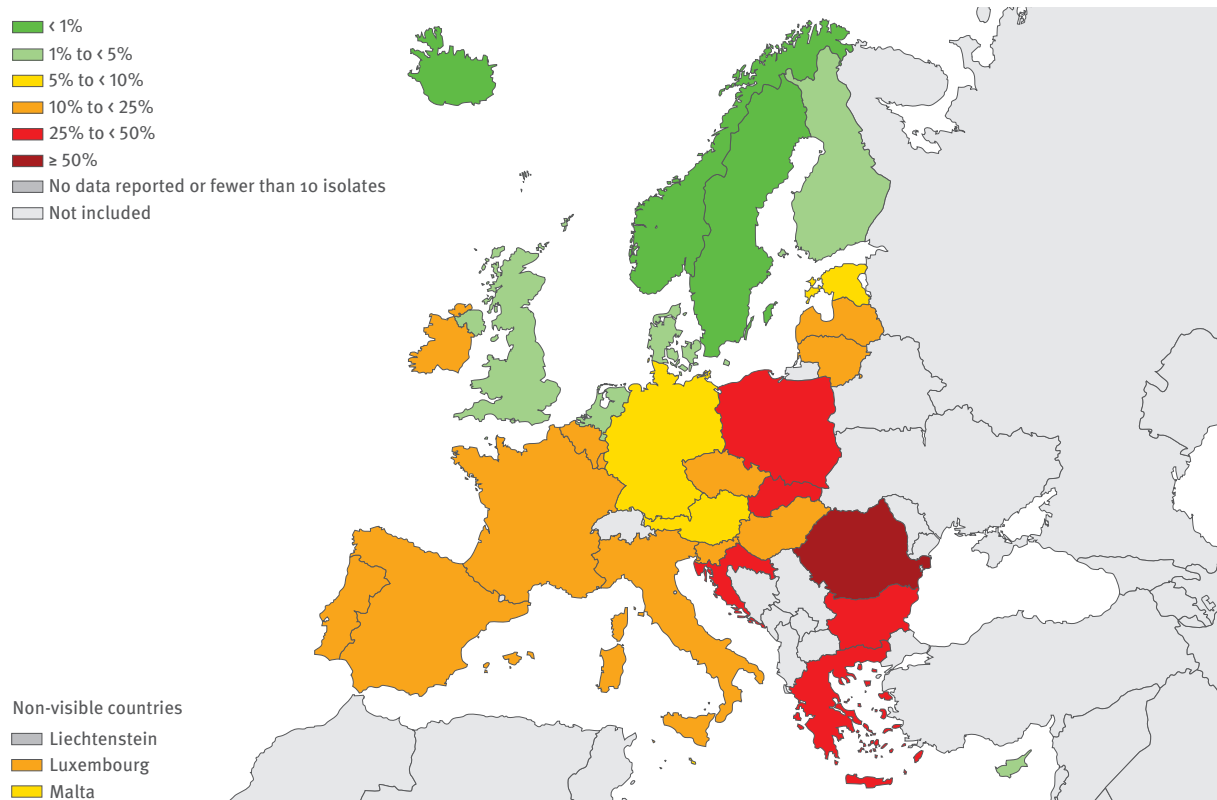 < 1%
1% to < 5%
5% to < 10%
10% to < 25%
25% to < 50%
≥ 50%
No data reported or fewer than 10 isolates
Not included
Non-visible countries
Liechtenstein
Luxembourg
Malta